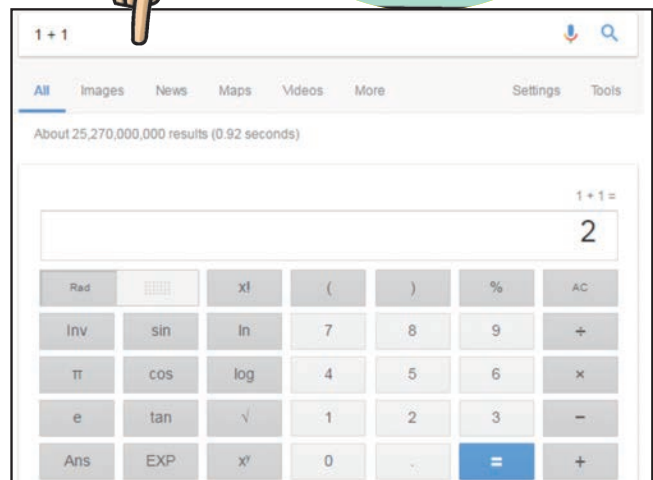 1 + 1
All Images News Maps Videos More Settings Tools
About 25,270,000,000 results (0.92 seconds)
1 + 1 =
2
Rad x! ( ) % AC
Inv sin ln 7 8 9 ÷
π cos log 4 5 6 ×
e tan √ 1 2 3 −
Ans EXP xʸ 0 . = +